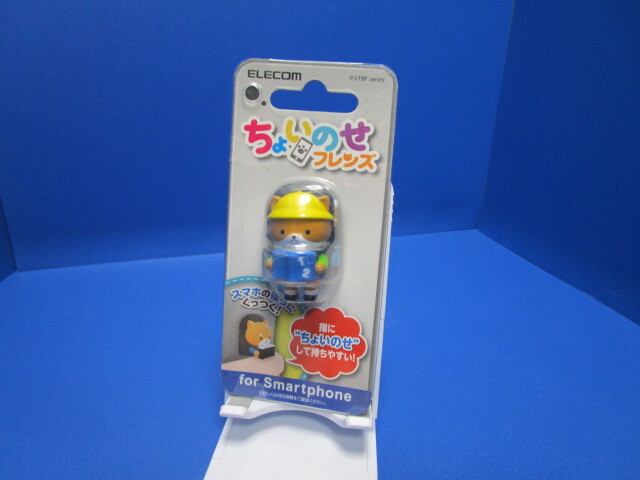 ELECOM
P-STBF series
ちょいのせ
フレンズ
1
2
スマホの
くっつく!
指に
"ちょいのせ"
して持ちやすい!
for Smartphone